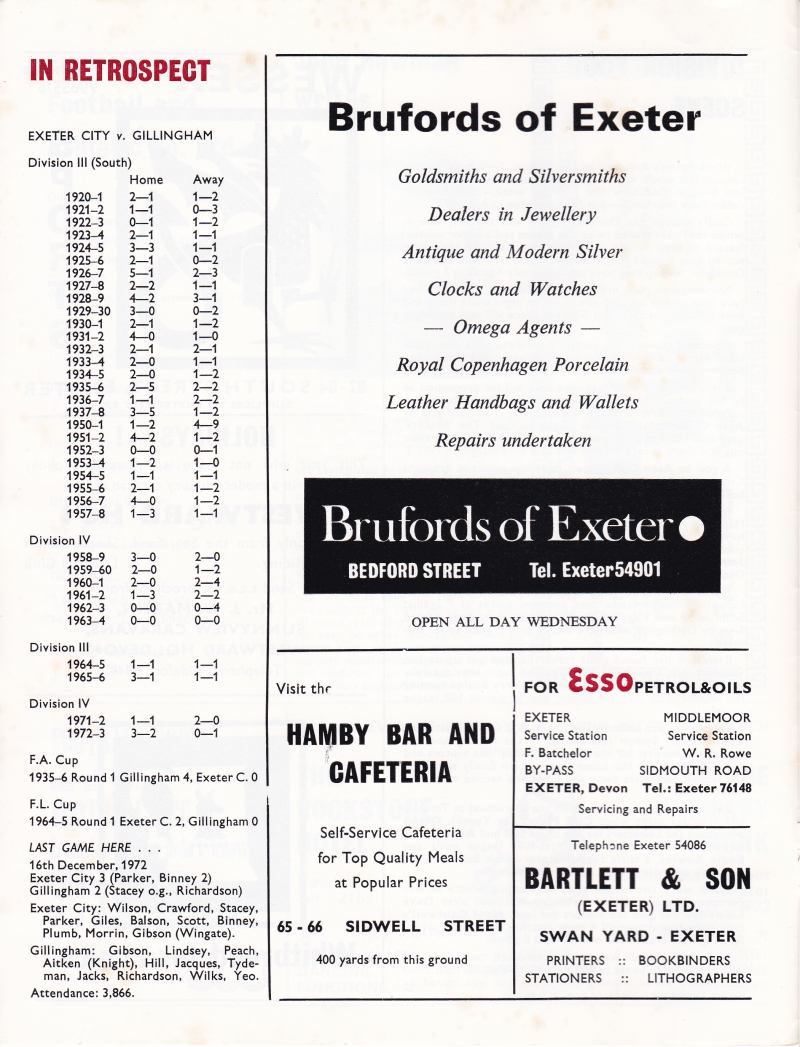 IN RETROSPECT
EXETER CITY v. GILLINGHAM
Division III (South)
Home Away
1920–1 2—1 1—2
1921–2 1—1 0—3
1922–3 0—1 1—2
1923–4 2—1 1—1
1924–5 3—3 1—1
1925–6 2—1 0—2
1926–7 5—1 2—3
1927–8 2—2 1—1
1928–9 4—2 3—1
1929–30 3—0 0—2
1930–1 2—1 1—2
1931–2 4—0 1—0
1932–3 2—1 2—1
1933–4 2—0 1—1
1934–5 2—0 1—2
1935–6 2—5 2—2
1936–7 1—1 2—2
1937–8 3—5 1—2
1950–1 1—2 4—9
1951–2 4—2 1—2
1952–3 0—0 0—1
1953–4 1—2 1—0
1954–5 1—1 1—1
1955–6 2—1 1—2
1956–7 4—0 1—2
1957–8 1—3 1—1
Division IV
1958–9 3—0 2—0
1959–60 2—0 1—2
1960–1 2—0 2—4
1961–2 1—3 2—2
1962–3 0—0 0—4
1963–4 0—0 0—0
Division III
1964–5 1—1 1—1
1965–6 3—1 1—1
Division IV
1971–2 1—1 2—0
1972–3 3—2 0—1
F.A. Cup
1935–6 Round 1 Gillingham 4, Exeter C. 0
F.L. Cup
1964–5 Round 1 Exeter C. 2, Gillingham 0
LAST GAME HERE . . .
16th December, 1972
Exeter City 3 (Parker, Binney 2)
Gillingham 2 (Stacey o.g., Richardson)
Exeter City: Wilson, Crawford, Stacey,
Parker, Giles, Balson, Scott, Binney,
Plumb, Morrin, Gibson (Wingate).
Gillingham: Gibson, Lindsey, Peach,
Aitken (Knight), Hill, Jacques, Tyde-
man, Jacks, Richardson, Wilks, Yeo.
Attendance: 3,866.
Brufords of Exeter
Goldsmiths and Silversmiths
Dealers in Jewellery
Antique and Modern Silver
Clocks and Watches
— Omega Agents —
Royal Copenhagen Porcelain
Leather Handbags and Wallets
Repairs undertaken
Brufords of Exeter
BEDFORD STREET Tel. Exeter54901
OPEN ALL DAY WEDNESDAY
Visit the
HAMBY BAR AND
CAFETERIA
Self-Service Cafeteria
for Top Quality Meals
at Popular Prices
65 - 66 SIDWELL STREET
400 yards from this ground
FOR Esso PETROL&OILS
EXETER MIDDLEMOOR
Service Station Service Station
F. Batchelor W. R. Rowe
BY-PASS SIDMOUTH ROAD
EXETER, Devon Tel.: Exeter 76148
Servicing and Repairs
Telephone Exeter 54086
BARTLETT & SON
(EXETER) LTD.
SWAN YARD - EXETER
PRINTERS :: BOOKBINDERS
STATIONERS :: LITHOGRAPHERS